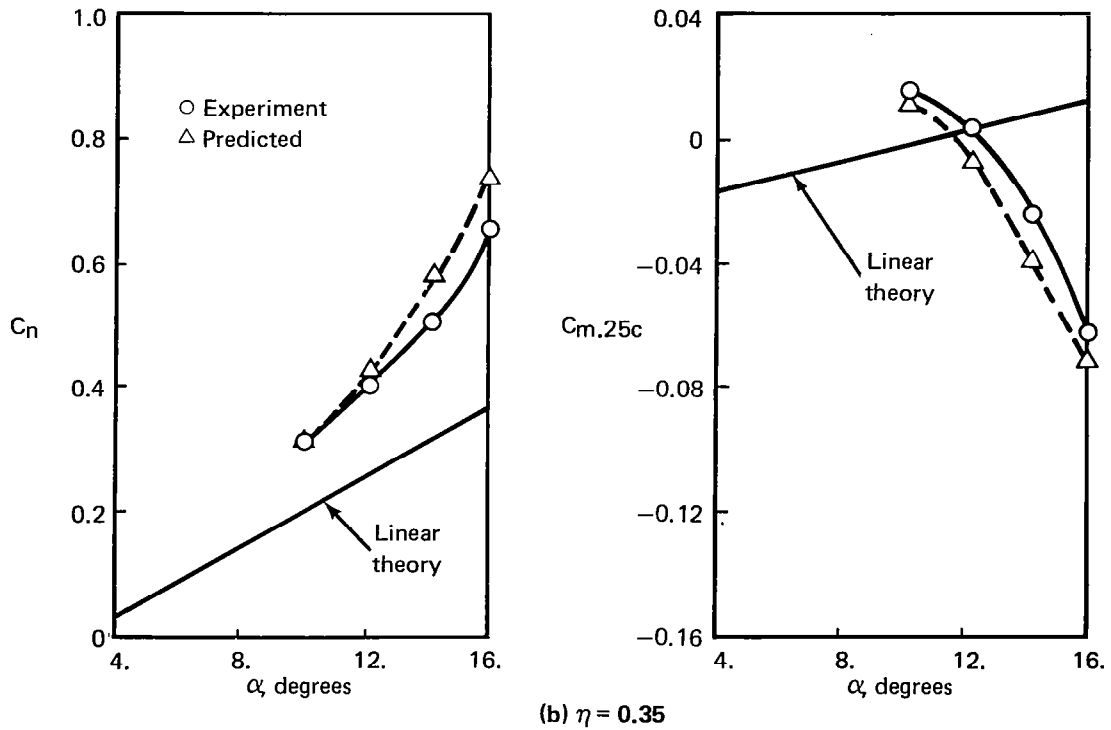 1.0
0.8
0.6
Cn
0.4
0.2
0
4.
8.
12.
16.
α, degrees
○ Experiment
△ Predicted
Linear
theory
0.04
0
−0.04
Cm.25c
−0.08
−0.12
−0.16
4.
8.
12.
16.
α, degrees
Linear
theory
(b) η = 0.35